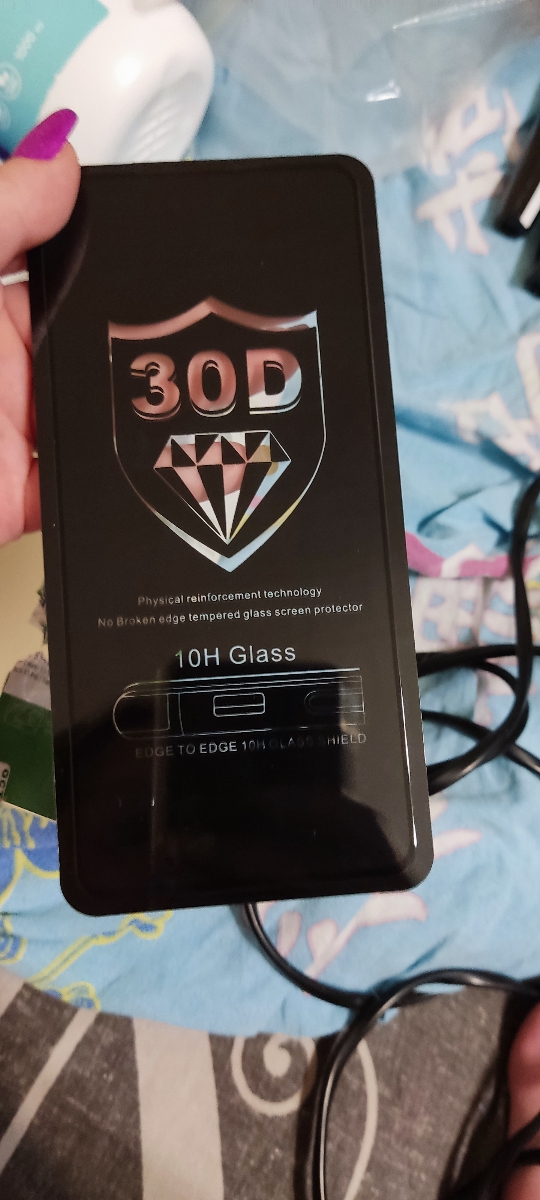 30D
Physical reinforcement technology
No Broken edge tempered glass screen protector
10H Glass
EDGE TO EDGE 10H GLASS SHIELD